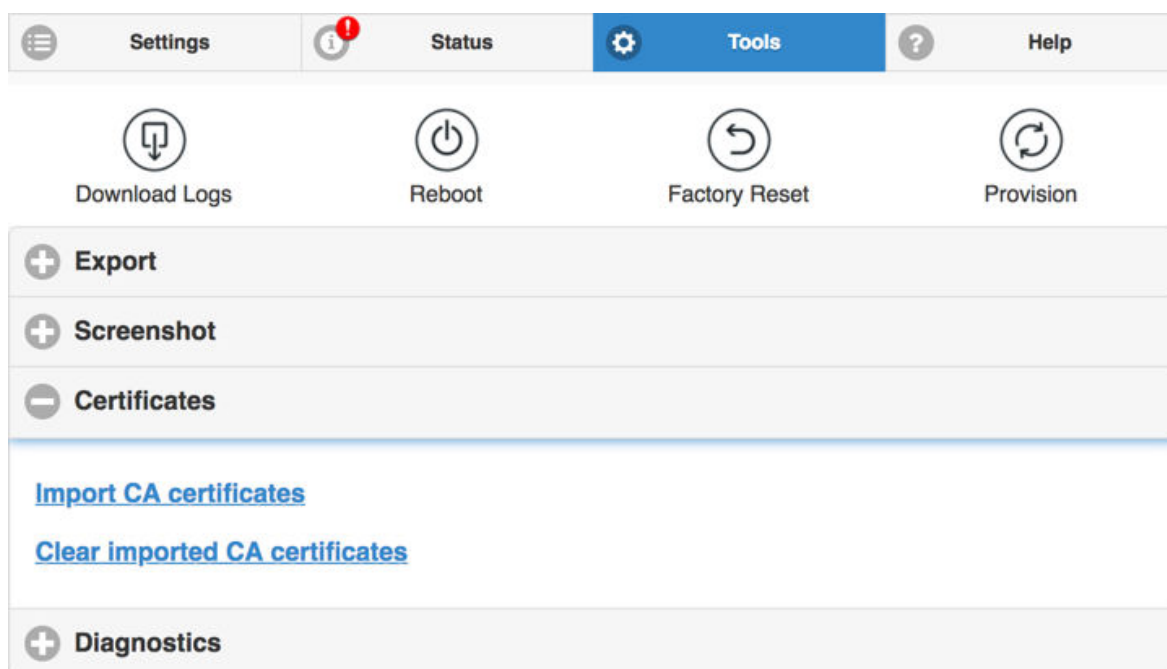 Settings
Status
Tools
Help
Download Logs
Reboot
Factory Reset
Provision
Export
Screenshot
Certificates
Import CA certificates
Clear imported CA certificates
Diagnostics